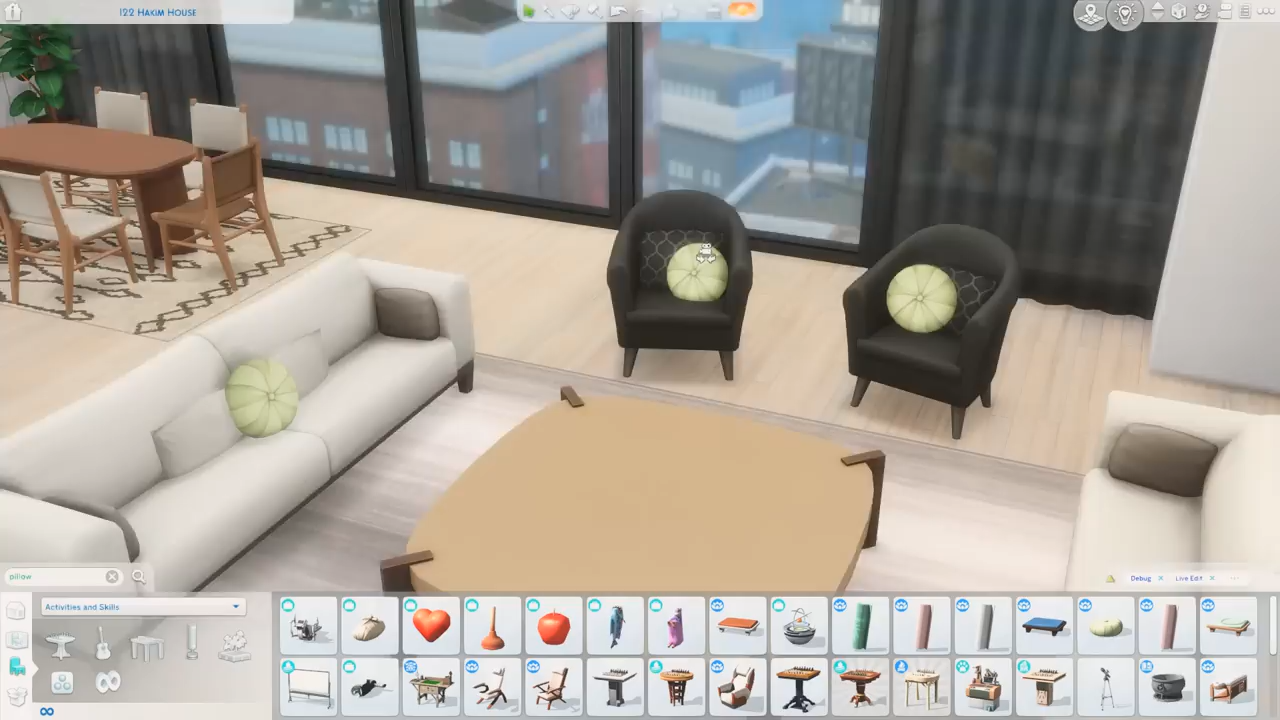 122 HAKIM HOUSE
pillow
Debug
Live Edit
Activities and Skills